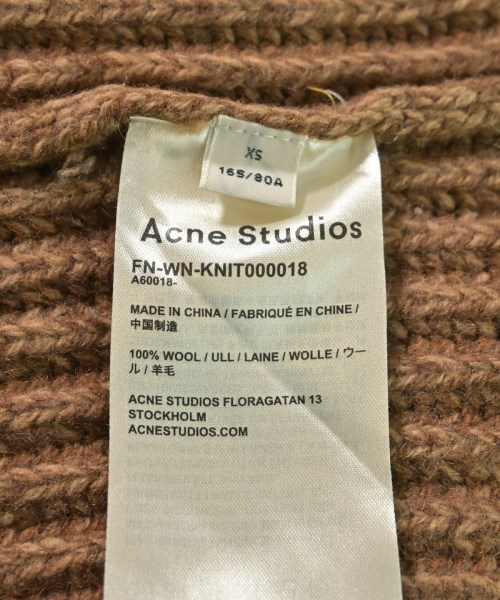 XS
165/80A
Acne Studios
FN-WN-KNIT000018
A60018-
MADE IN CHINA / FABRIQUÉ EN CHINE /
中国制造
100% WOOL / ULL / LAINE / WOLLE / ウー
ル / 羊毛
ACNE STUDIOS FLORAGATAN 13
STOCKHOLM
ACNESTUDIOS.COM